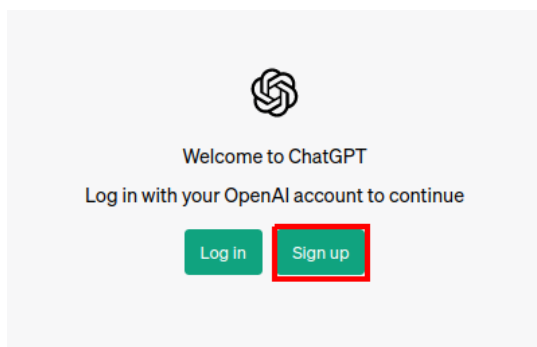 Welcome to ChatGPT
Log in with your OpenAI account to continue
Log in Sign up